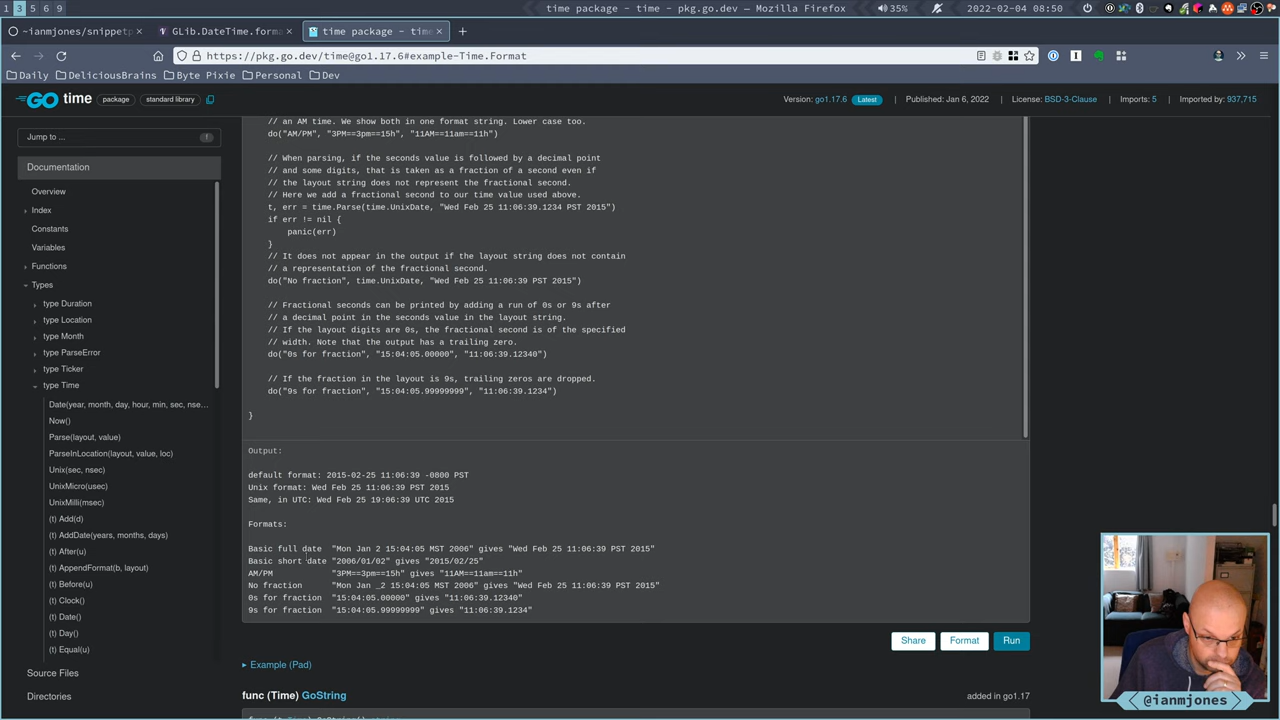 1 3 5 6 9
time package - time - pkg.go.dev — Mozilla Firefox
35%
2022-02-04 08:50
~ianmjones/snippetp
GLib.DateTime.forma
time package - time
https://pkg.go.dev/time@go1.17.6#example-Time.Format
Daily
DeliciousBrains
Byte Pixie
Personal
Dev
GO time package standard library
Version: go1.17.6 Latest
Published: Jan 6, 2022
License: BSD-3-Clause
Imports: 5
Imported by: 937,715
Jump to ... f
Documentation
Overview
Index
Constants
Variables
Functions
Types
type Duration
type Location
type Month
type ParseError
type Ticker
type Time
Date(year, month, day, hour, min, sec, nse...
Now()
Parse(layout, value)
ParseInLocation(layout, value, loc)
Unix(sec, nsec)
UnixMicro(usec)
UnixMilli(msec)
(t) Add(d)
(t) AddDate(years, months, days)
(t) After(u)
(t) AppendFormat(b, layout)
(t) Before(u)
(t) Clock()
(t) Date()
(t) Day()
(t) Equal(u)
Source Files
Directories
// an AM time. We show both in one format string. Lower case too.
do("AM/PM", "3PM==3pm==15h", "11AM==11am==11h")
// When parsing, if the seconds value is followed by a decimal point
// and some digits, that is taken as a fraction of a second even if
// the layout string does not represent the fractional second.
// Here we add a fractional second to our time value used above.
t, err = time.Parse(time.UnixDate, "Wed Feb 25 11:06:39.1234 PST 2015")
if err != nil {
panic(err)
}
// It does not appear in the output if the layout string does not contain
// a representation of the fractional second.
do("No fraction", time.UnixDate, "Wed Feb 25 11:06:39 PST 2015")
// Fractional seconds can be printed by adding a run of 0s or 9s after
// a decimal point in the seconds value in the layout string.
// If the layout digits are 0s, the fractional second is of the specified
// width. Note that the output has a trailing zero.
do("0s for fraction", "15:04:05.00000", "11:06:39.12340")
// If the fraction in the layout is 9s, trailing zeros are dropped.
do("9s for fraction", "15:04:05.99999999", "11:06:39.1234")
}
Output:
default format: 2015-02-25 11:06:39 -0800 PST
Unix format: Wed Feb 25 11:06:39 PST 2015
Same, in UTC: Wed Feb 25 19:06:39 UTC 2015
Formats:
Basic full date "Mon Jan 2 15:04:05 MST 2006" gives "Wed Feb 25 11:06:39 PST 2015"
Basic short date "2006/01/02" gives "2015/02/25"
AM/PM "3PM==3pm==15h" gives "11AM==11am==11h"
No fraction "Mon Jan _2 15:04:05 MST 2006" gives "Wed Feb 25 11:06:39 PST 2015"
0s for fraction "15:04:05.00000" gives "11:06:39.12340"
9s for fraction "15:04:05.99999999" gives "11:06:39.1234"
Share
Format
Run
Example (Pad)
func (Time) GoString
added in go1.17
@ianmjones